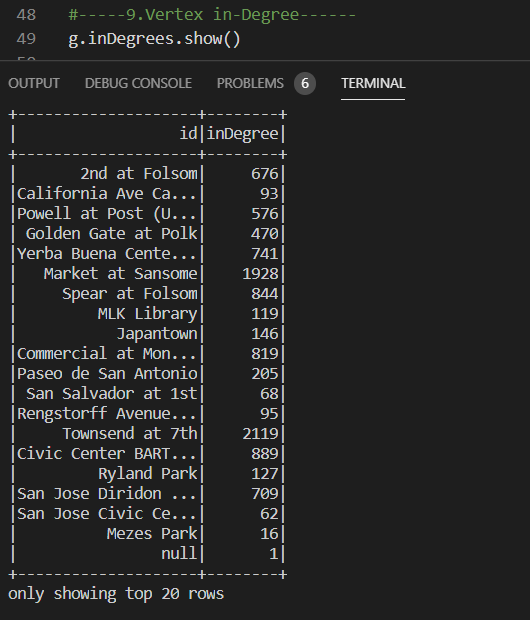 48 #-----9.Vertex in-Degree------
49 g.inDegrees.show()
OUTPUT DEBUG CONSOLE PROBLEMS 6 TERMINAL
+--------------------+--------+
|                  id|inDegree|
+--------------------+--------+
|       2nd at Folsom|     676|
|California Ave Ca...|      93|
|Powell at Post (U...|     576|
| Golden Gate at Polk|     470|
|Yerba Buena Cente...|     741|
|   Market at Sansome|    1928|
|     Spear at Folsom|     844|
|         MLK Library|     119|
|           Japantown|     146|
|Commercial at Mon...|     819|
|Paseo de San Antonio|     205|
| San Salvador at 1st|      68|
|Rengstorff Avenue...|      95|
|     Townsend at 7th|    2119|
|Civic Center BART...|     889|
|         Ryland Park|     127|
|San Jose Diridon ...|     709|
|San Jose Civic Ce...|      62|
|          Mezes Park|      16|
|                null|       1|
+--------------------+--------+
only showing top 20 rows